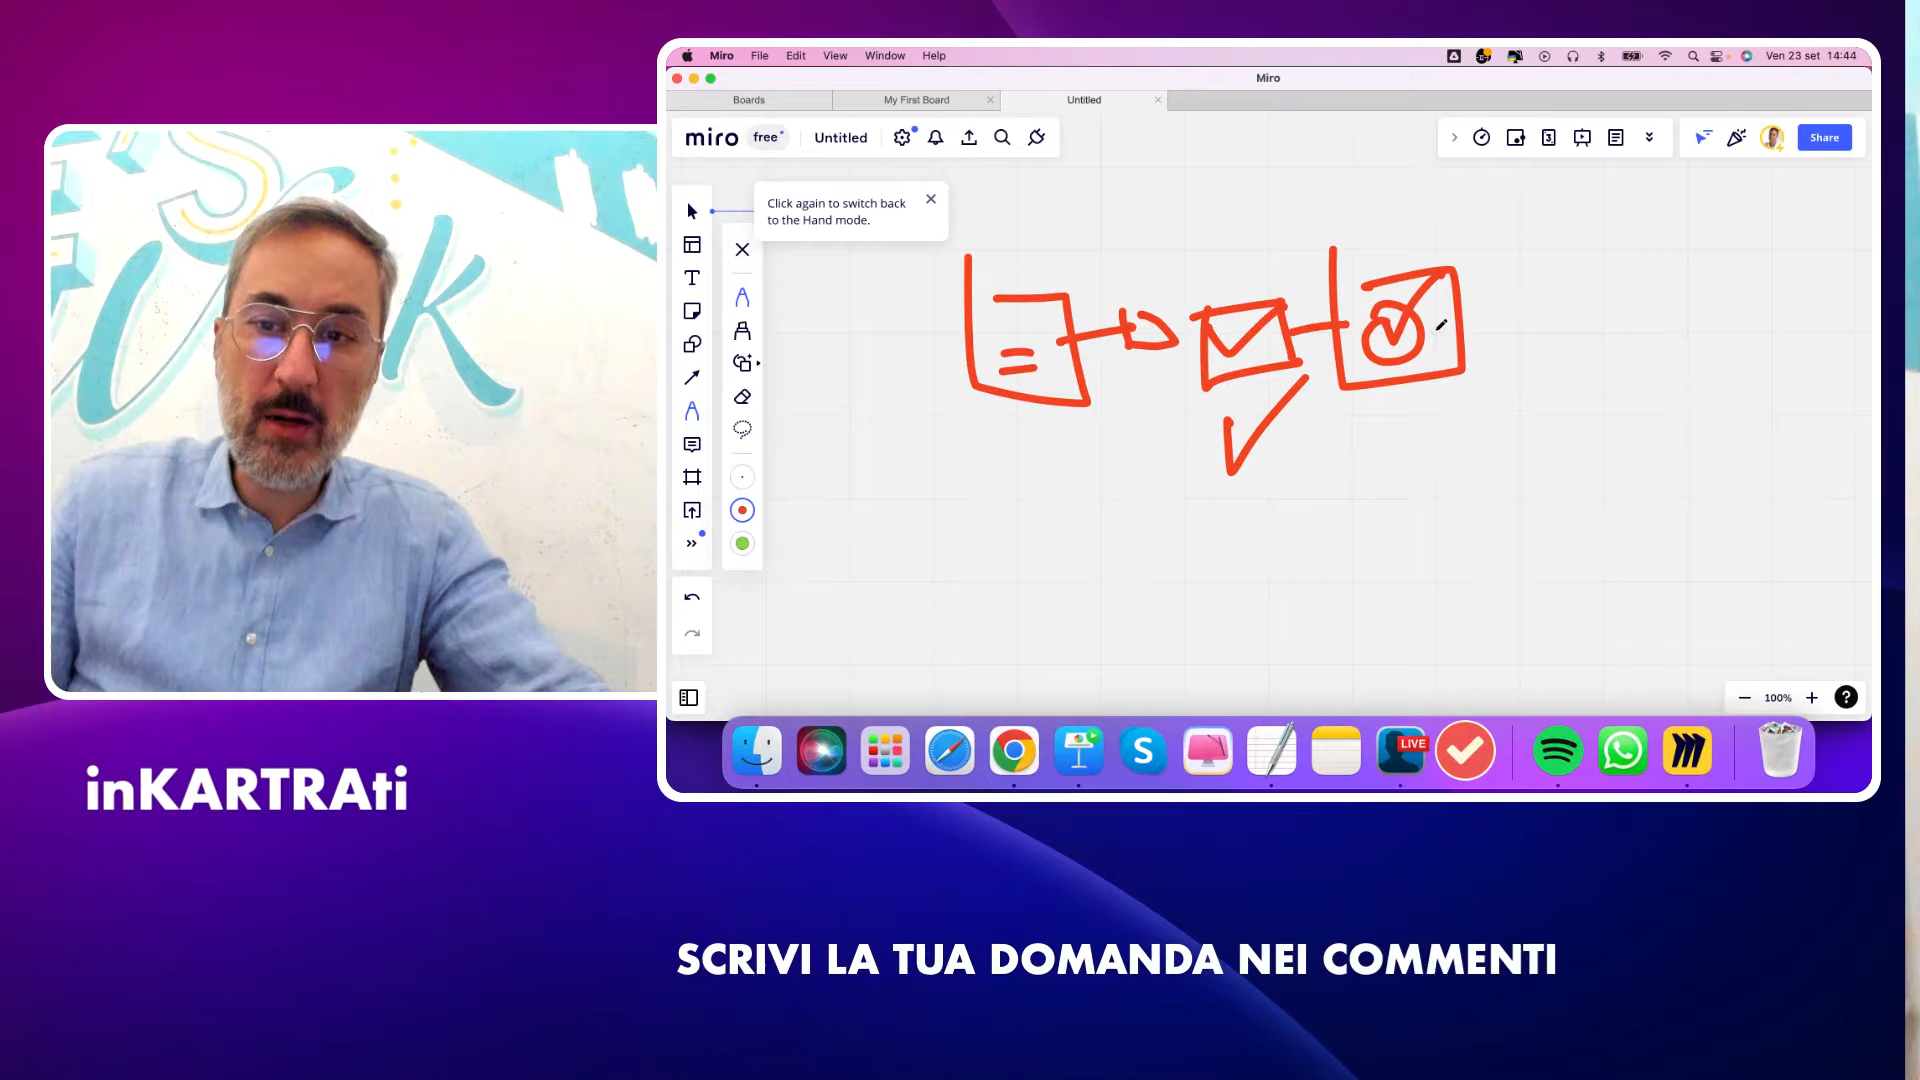 Miro File Edit View Window Help
Ven 23 set 14:44
Miro
Boards
My First Board
Untitled
miro free Untitled
Share
Click again to switch back
to the Hand mode.
100%
LIVE
inKARTRAti
SCRIVI LA TUA DOMANDA NEI COMMENTI